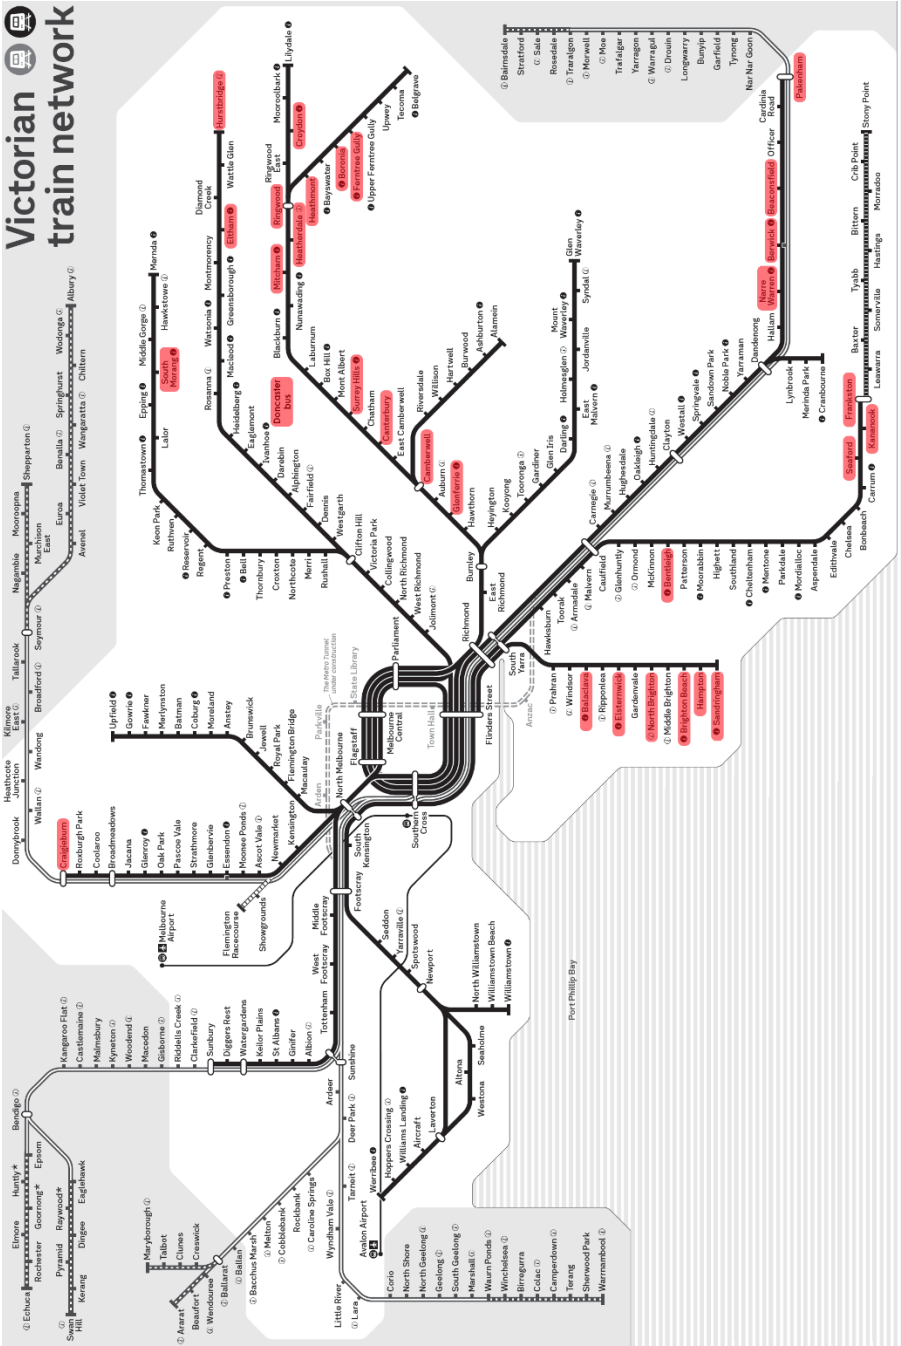 Victorian
train network
Bairnsdale
Stratford
Sale
Rosedale
Traralgon
Morwell
Moe
Trafalgar
Yarragon
Warragul
Drouin
Longwarry
Bunyip
Garfield
Tynong
Nar Nar Goon
Pakenham
Cardinia
Road
Officer
Beaconsfield
Berwick
Narre
Warren
Hallam
Dandenong
Yarraman
Noble Park
Sandown Park
Springvale
Westall
Clayton
Huntingdale
Oakleigh
Hughesdale
Murrumbeena
Carnegie
Lynbrook
Merinda Park
Cranbourne
Stony Point
Crib Point
Morradoo
Bittern
Hastings
Tyabb
Somerville
Baxter
Leawarra
Frankston
Kananook
Seaford
Carrum
Bonbeach
Chelsea
Edithvale
Aspendale
Mordialloc
Parkdale
Mentone
Cheltenham
Southland
Highett
Moorabbin
Patterson
Bentleigh
McKinnon
Ormond
Glenhuntly
Caulfield
Malvern
Armadale
Toorak
Hawksburn
South
Yarra
Prahran
Windsor
Balaclava
Ripponlea
Elsternwick
Gardenvale
North Brighton
Middle Brighton
Brighton Beach
Hampton
Sandringham
Glen
Waverley
Syndal
Mount
Waverley
Jordanville
Holmesglen
East
Malvern
Darling
Glen Iris
Gardiner
Tooronga
Kooyong
Heyington
Alamein
Ashburton
Burwood
Hartwell
Willison
Riversdale
Lilydale
Mooroolbark
Croydon
Ringwood
East
Ringwood
Belgrave
Tecoma
Upwey
Upper Ferntree Gully
Ferntree Gully
Boronia
Bayswater
Heathmont
Heatherdale
Mitcham
Nunawading
Blackburn
Laburnum
Box Hill
Mont Albert
Surrey Hills
Chatham
Canterbury
East Camberwell
Camberwell
Auburn
Glenferrie
Hawthorn
Burnley
East
Richmond
Richmond
Doncaster
bus
Hurstbridge
Wattle Glen
Diamond
Creek
Eltham
Montmorency
Greensborough
Watsonia
Macleod
Rosanna
Heidelberg
Eaglemont
Ivanhoe
Darebin
Alphington
Fairfield
Dennis
Westgarth
Clifton Hill
Victoria Park
Collingwood
North Richmond
West Richmond
Jolimont
Mernda
Hawkstowe
Middle Gorge
South
Morang
Epping
Lalor
Thomastown
Keon Park
Ruthven
Reservoir
Regent
Preston
Bell
Thornbury
Croxton
Northcote
Merri
Rushall
Parliament
Melbourne
Central
Flagstaff
Flinders Street
Southern
Cross
The Metro Tunnel
under construction
State Library
Parkville
Town Hall
Anzac
Arden
North Melbourne
Albury
Wodonga
Chiltern
Springhurst
Wangaratta
Benalla
Violet Town
Euroa
Avenel
Shepparton
Mooroopna
Murchison
East
Nagambie
Seymour
Tallarook
Broadford
Kilmore
East
Wandong
Heathcote
Junction
Wallan
Donnybrook
Craigieburn
Roxburgh Park
Coolaroo
Broadmeadows
Jacana
Glenroy
Oak Park
Pascoe Vale
Strathmore
Glenbervie
Essendon
Moonee Ponds
Ascot Vale
Newmarket
Kensington
Upfield
Gowrie
Fawkner
Merlynston
Batman
Coburg
Moreland
Anstey
Brunswick
Jewell
Royal Park
Flemington Bridge
Macaulay
Flemington
Racecourse
Showgrounds
Melbourne
Airport
South
Kensington
Footscray
Middle
Footscray
West
Footscray
Tottenham
Sunshine
Seddon
Yarraville
Spotswood
Newport
North Williamstown
Williamstown Beach
Williamstown
Seaholme
Altona
Westona
Laverton
Aircraft
Williams Landing
Hoppers Crossing
Werribee
Avalon Airport
Port Phillip Bay
Kangaroo Flat
Castlemaine
Malmsbury
Kyneton
Woodend
Macedon
Gisborne
Riddells Creek
Clarkefield
Sunbury
Diggers Rest
Watergardens
Keilor Plains
St Albans
Ginifer
Albion
Bendigo
Epsom
Huntly*
Goornong*
Elmore
Rochester
Echuca
Eaglehawk
Raywood*
Dingee
Pyramid
Kerang
Swan
Hill
Ardeer
Deer Park
Tarneit
Wyndham Vale
Little River
Lara
Corio
North Shore
North Geelong
Geelong
South Geelong
Marshall
Waurn Ponds
Winchelsea
Birregurra
Colac
Camperdown
Terang
Sherwood Park
Warrnambool
Maryborough
Talbot
Clunes
Creswick
Ararat
Beaufort
Wendouree
Ballarat
Ballan
Bacchus Marsh
Melton
Cobblebank
Rockbank
Caroline Springs